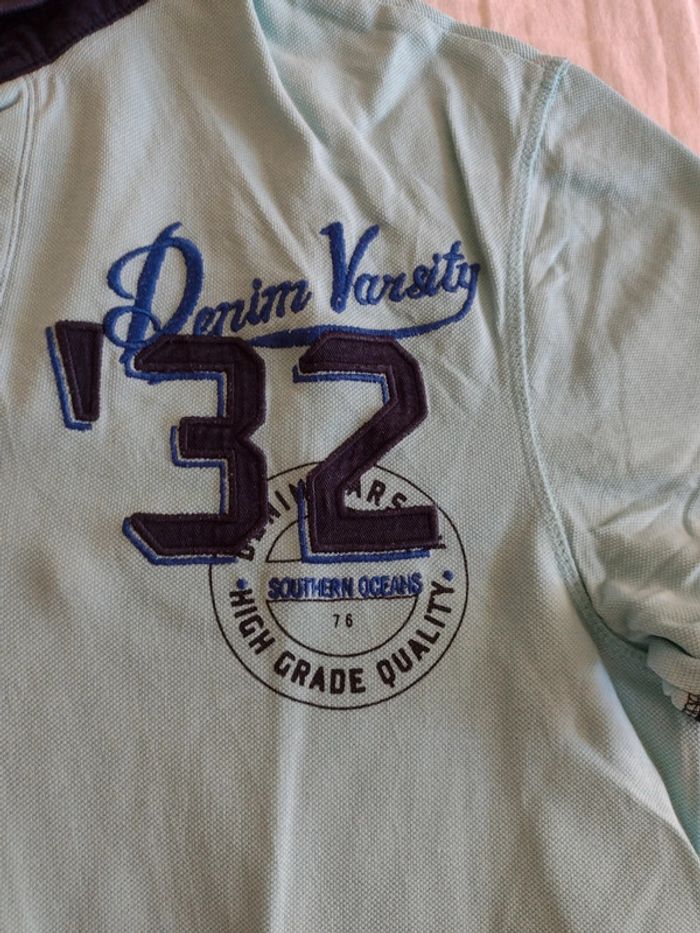 Denim Varsity
'32
SOUTHERN OCEANS
76
HIGH GRADE QUALITY